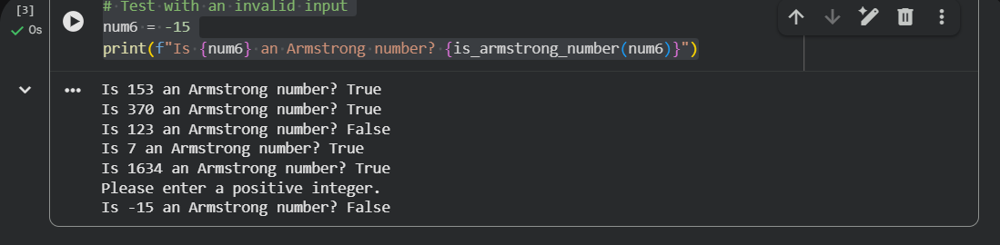 [3]
0s
# Test with an invalid input
num6 = -15
print(f"Is {num6} an Armstrong number? {is_armstrong_number(num6)}")
Is 153 an Armstrong number? True
Is 370 an Armstrong number? True
Is 123 an Armstrong number? False
Is 7 an Armstrong number? True
Is 1634 an Armstrong number? True
Please enter a positive integer.
Is -15 an Armstrong number? False